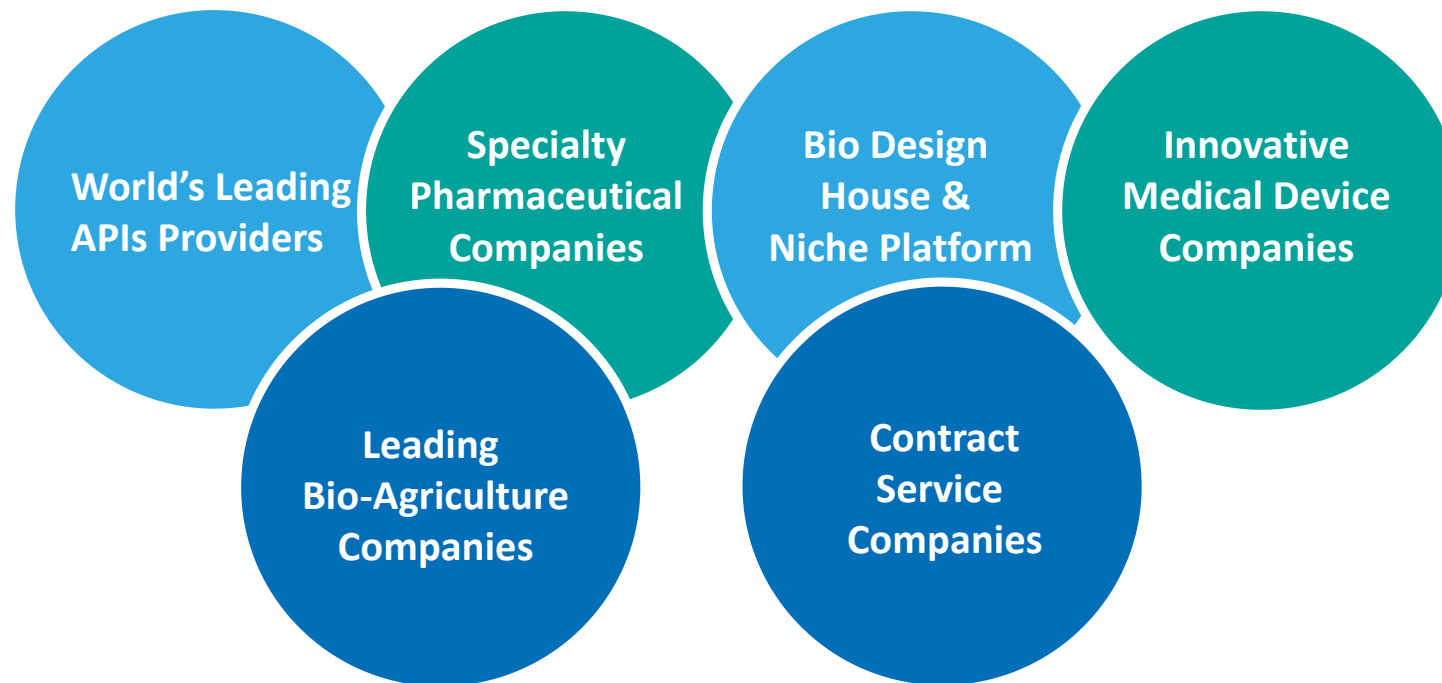 World’s Leading
APIs Providers
Specialty
Pharmaceutical
Companies
Bio Design
House &
Niche Platform
Innovative
Medical Device
Companies
Leading
Bio-Agriculture
Companies
Contract
Service
Companies